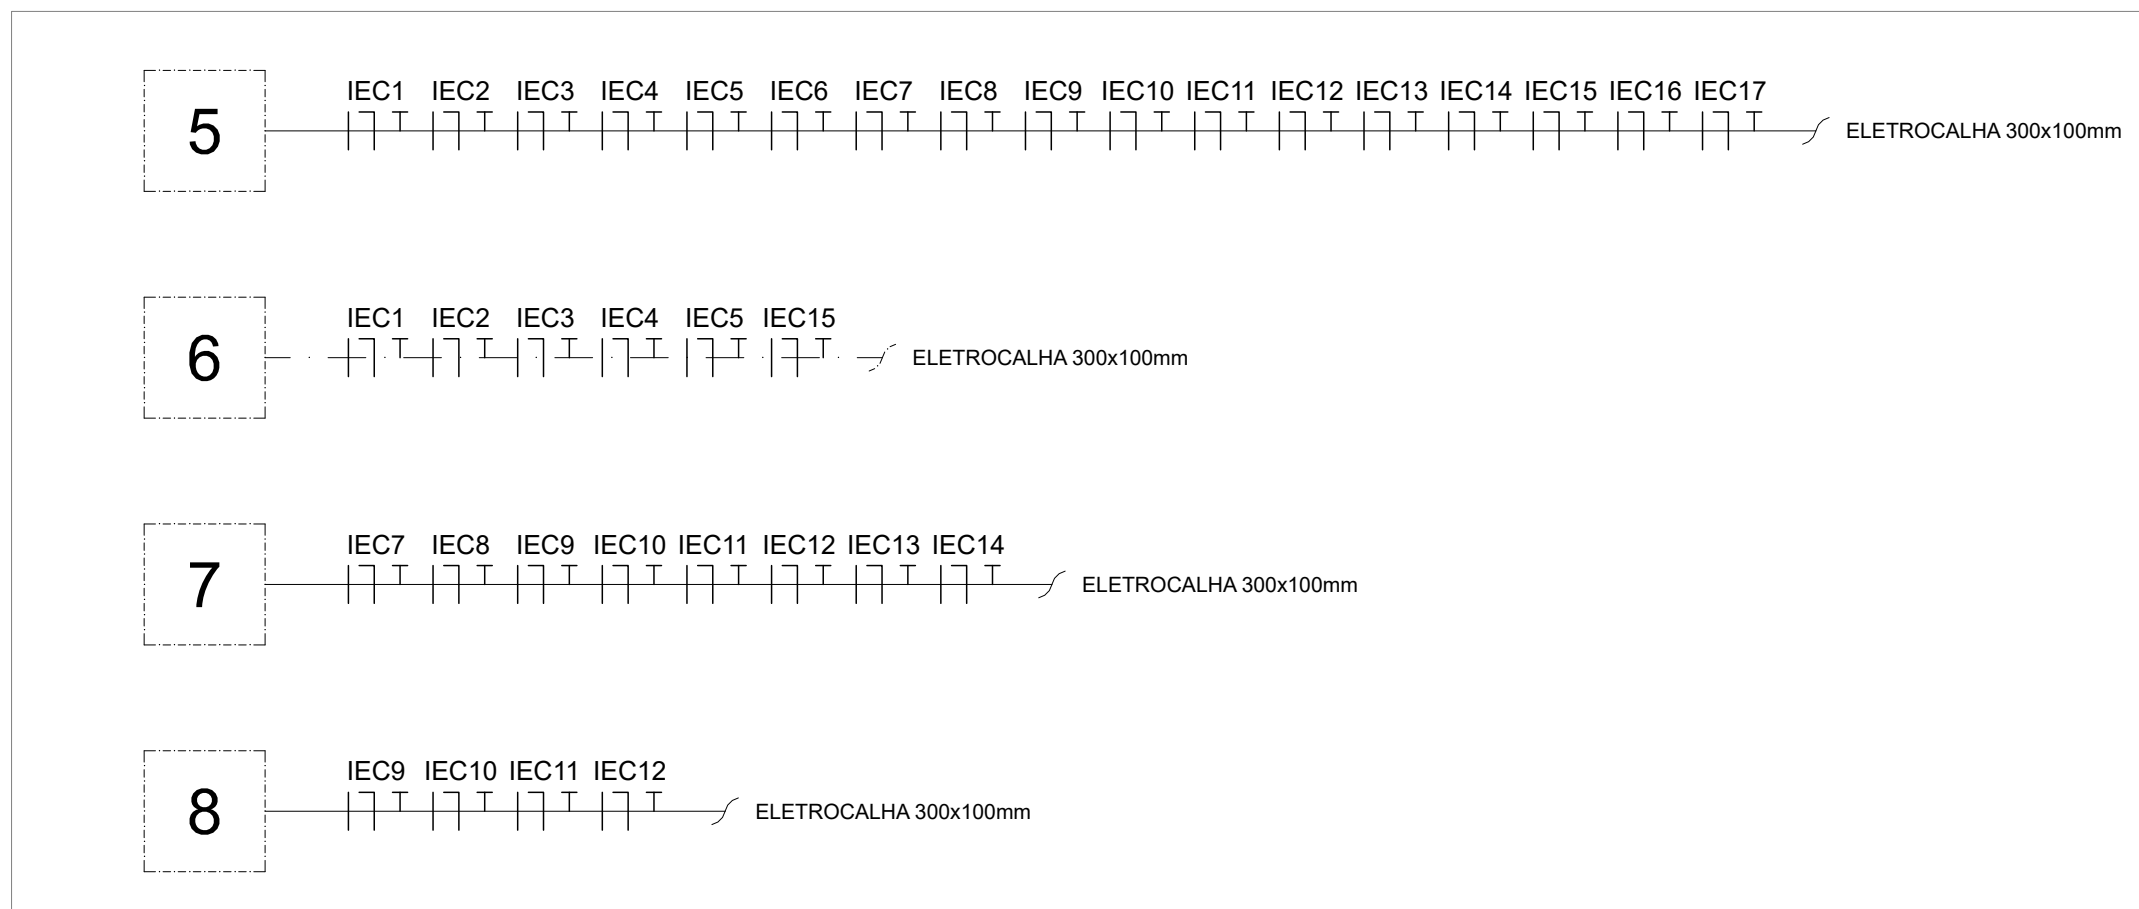 IEC1 IEC2 IEC3 IEC4 IEC5 IEC6 IEC7 IEC8 IEC9 IEC10 IEC11 IEC12 IEC13 IEC14 IEC15 IEC16 IEC17
5 ELETROCALHA 300x100mm
IEC1 IEC2 IEC3 IEC4 IEC5 IEC15
6 ELETROCALHA 300x100mm
IEC7 IEC8 IEC9 IEC10 IEC11 IEC12 IEC13 IEC14
7 ELETROCALHA 300x100mm
IEC9 IEC10 IEC11 IEC12
8 ELETROCALHA 300x100mm